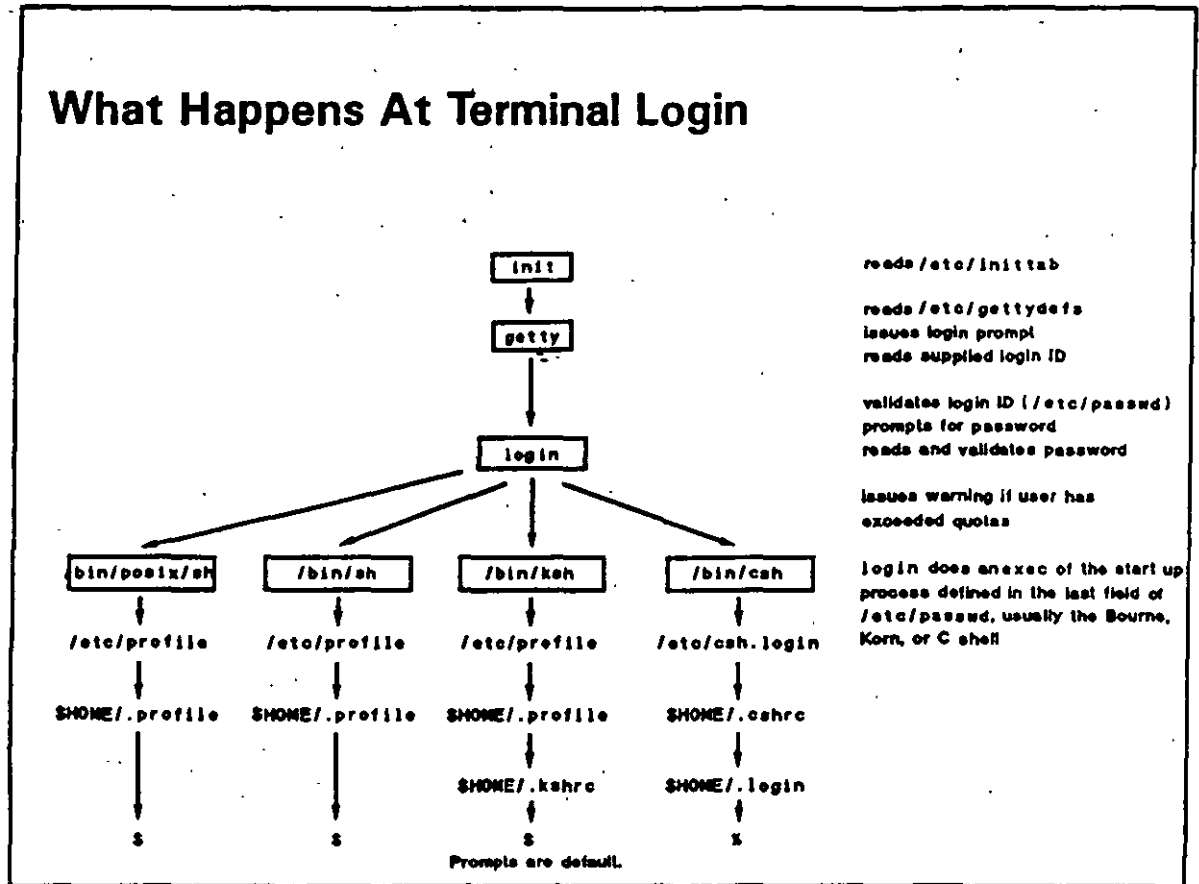 What Happens At Terminal Login
init
reads /etc/inittab
getty
reads /etc/gettydefs
issues login prompt
reads supplied login ID
login
validates login ID (/etc/passwd)
prompts for password
reads and validates password
issues warning if user has
exceeded quotas
bin/posix/sh
/bin/sh
/bin/ksh
/bin/csh
login does an exec of the start up
process defined in the last field of
/etc/passwd, usually the Bourne,
Korn, or C shell
/etc/profile
/etc/profile
/etc/profile
/etc/csh.login
$HOME/.profile
$HOME/.profile
$HOME/.profile
$HOME/.cshrc
$HOME/.kshrc
$HOME/.login
$
$
$
%
Prompts are default.